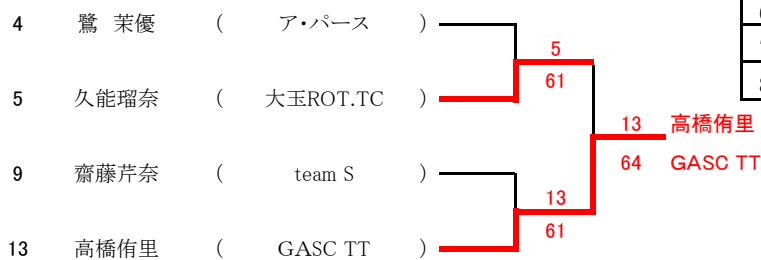 4 鷺 茉優 ( ア・パース )
5
61
5 久能瑠奈 ( 大玉ROT.TC )
13 高橋侑里
64 GASC TT
9 齋藤芹奈 ( team S )
13
61
13 高橋侑里 ( GASC TT )